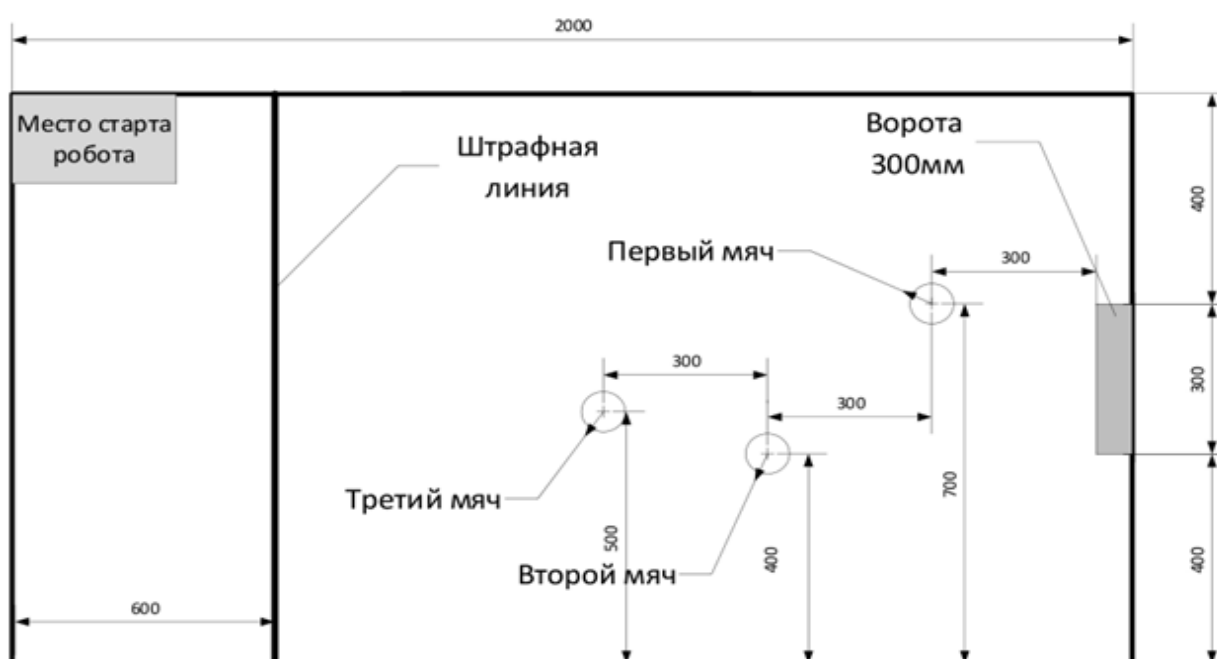 2000
Место старта
робота
Штрафная
линия
Ворота
300мм
400
Первый мяч
300
300
300
300
Третий мяч
700
500
400
Второй мяч
400
600